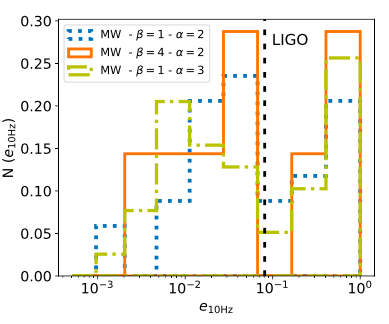 0.30
0.25
0.20
0.15
0.10
0.05
0.00
N (e₁₀Hz)
MW - β = 1 - α = 2
MW - β = 4 - α = 2
MW - β = 1 - α = 3
LIGO
10⁻³ 10⁻² 10⁻¹ 10⁰
e₁₀Hz